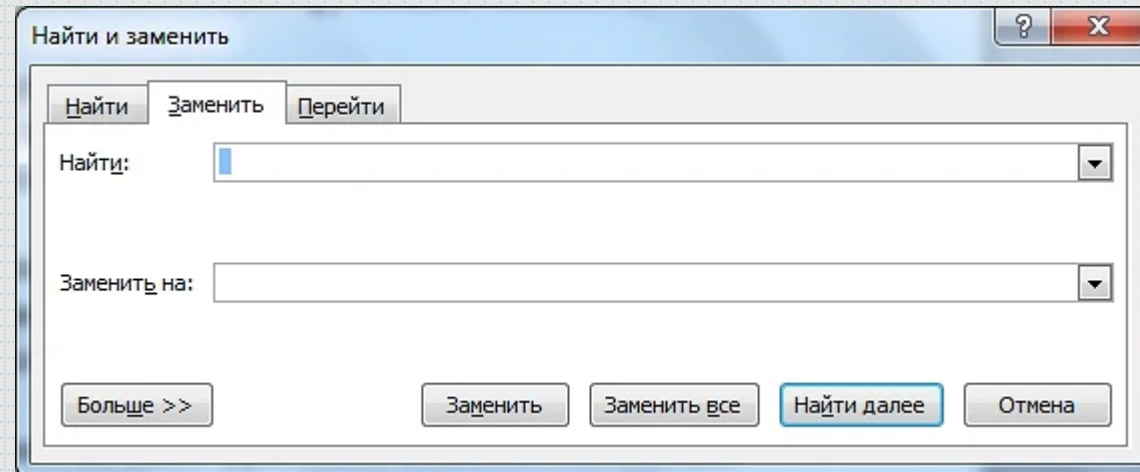 Найти и заменить
Найти Заменить Перейти
Найти:
Заменить на:
Больше >> Заменить Заменить все Найти далее Отмена